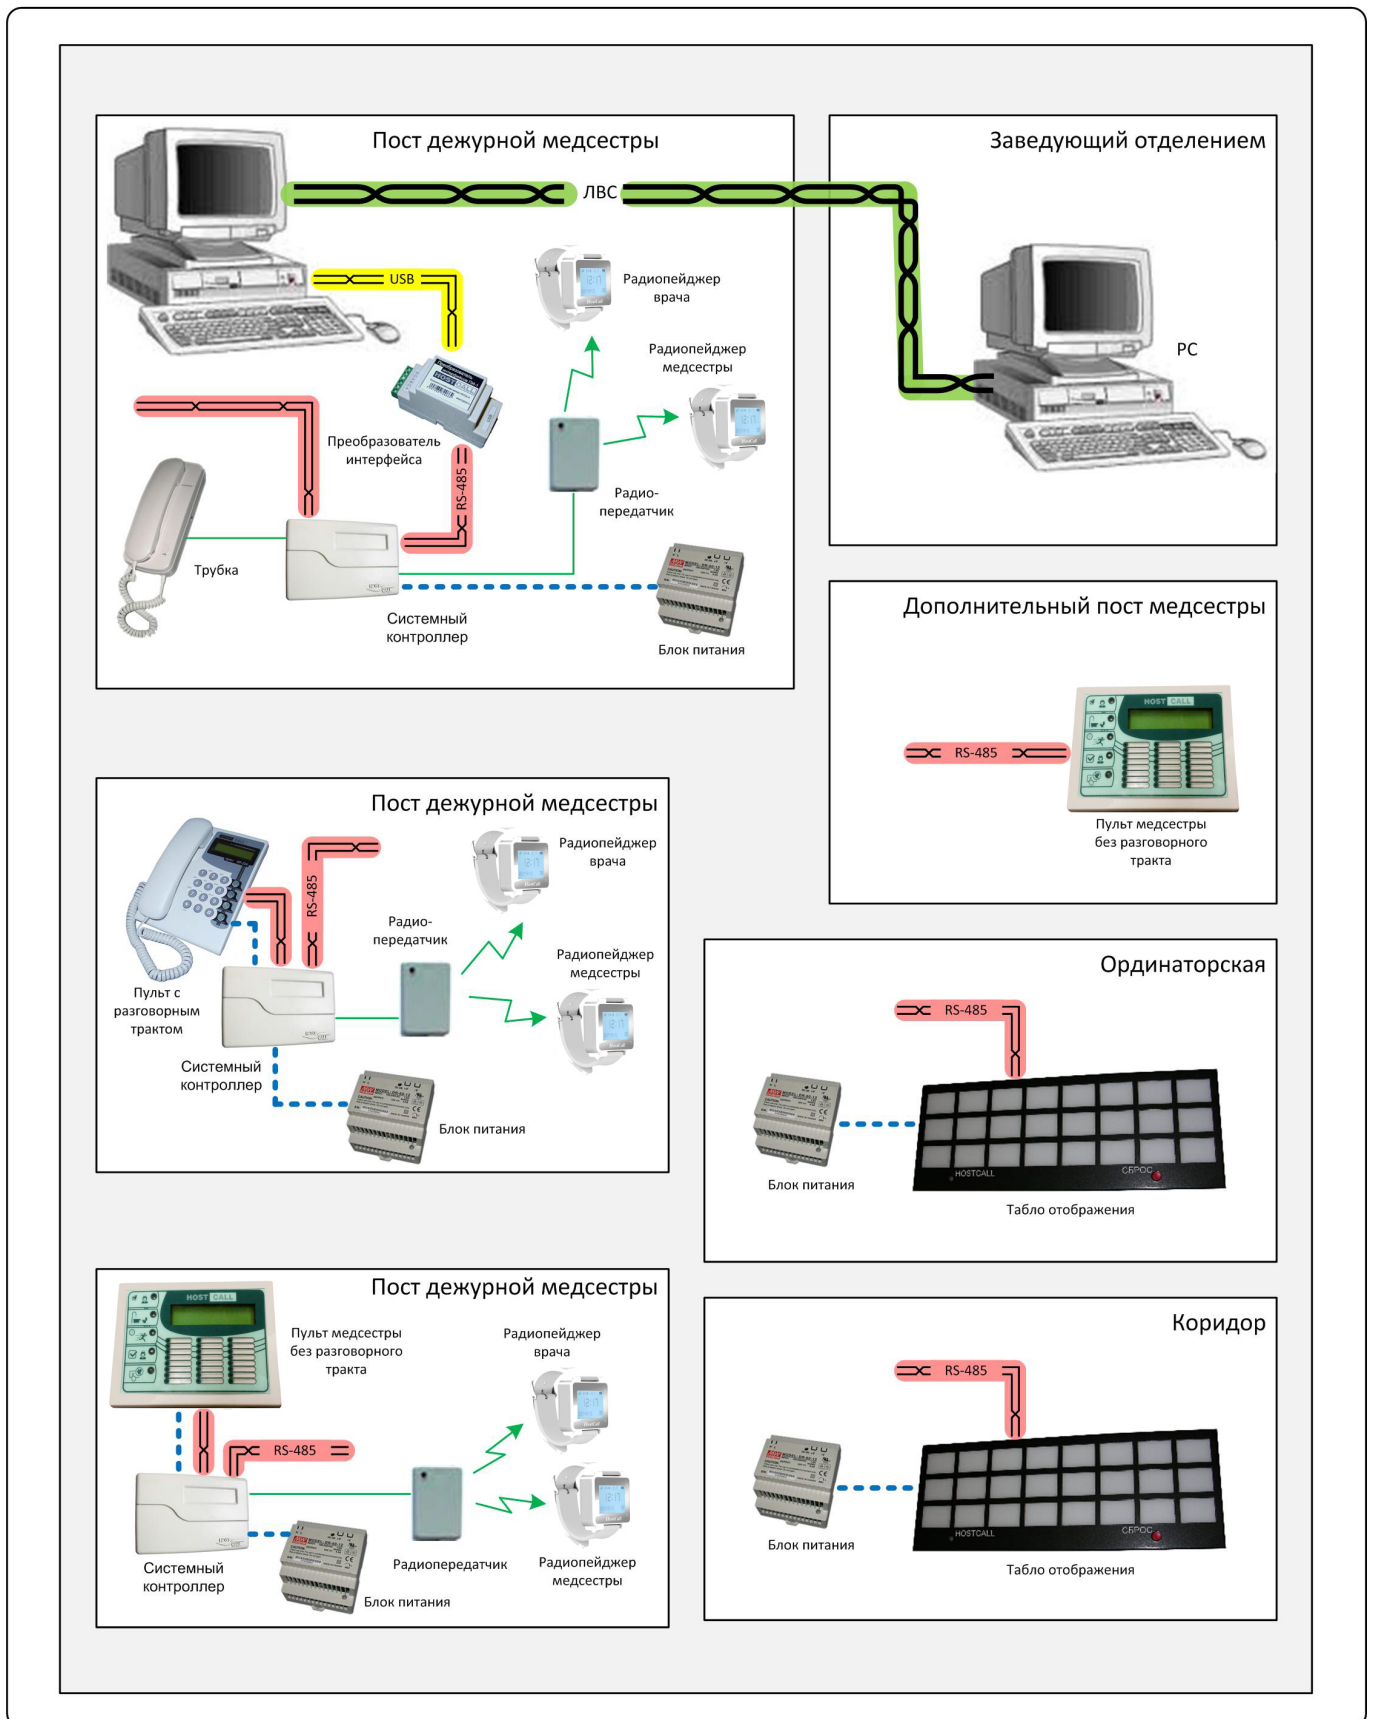 Пост дежурной медсестры
ЛВС
USB
Радиопейджер
врача
Радиопейджер
медсестры
HOSTCALL
Преобразователь
интерфейса
RS-485
Радио-
передатчик
Трубка
Системный
контроллер
Блок питания
Заведующий отделением
PC
Дополнительный пост медсестры
HOST CALL
RS-485
Пульт медсестры
без разговорного
тракта
Пост дежурной медсестры
RS-485
Радиопейджер
врача
Радио-
передатчик
Радиопейджер
медсестры
Пульт с
разговорным
трактом
Системный
контроллер
Блок питания
Ординаторская
RS-485
HOSTCALL
СБРОС
Блок питания
Табло отображения
Пост дежурной медсестры
HOST CALL
Пульт медсестры
без разговорного
тракта
Радиопейджер
врача
RS-485
Системный
контроллер
Блок питания
Радиопередатчик
Радиопейджер
медсестры
Коридор
RS-485
HOSTCALL
СБРОС
Блок питания
Табло отображения